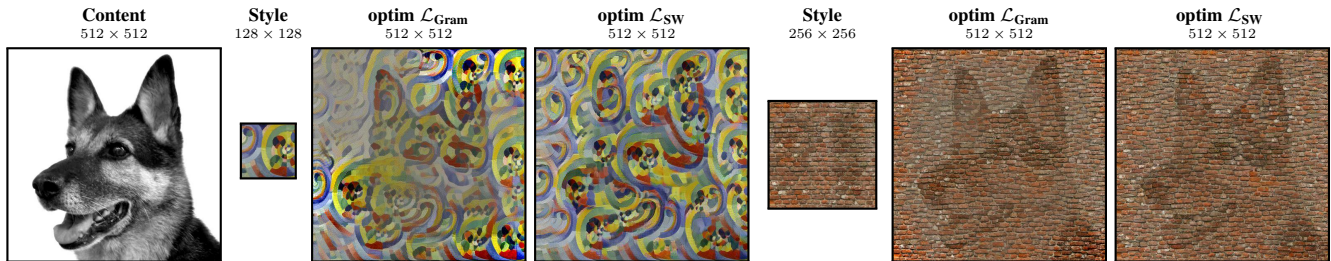 Content
512 × 512
Style
128 × 128
optim ℒGram
512 × 512
optim ℒSW
512 × 512
Style
256 × 256
optim ℒGram
512 × 512
optim ℒSW
512 × 512